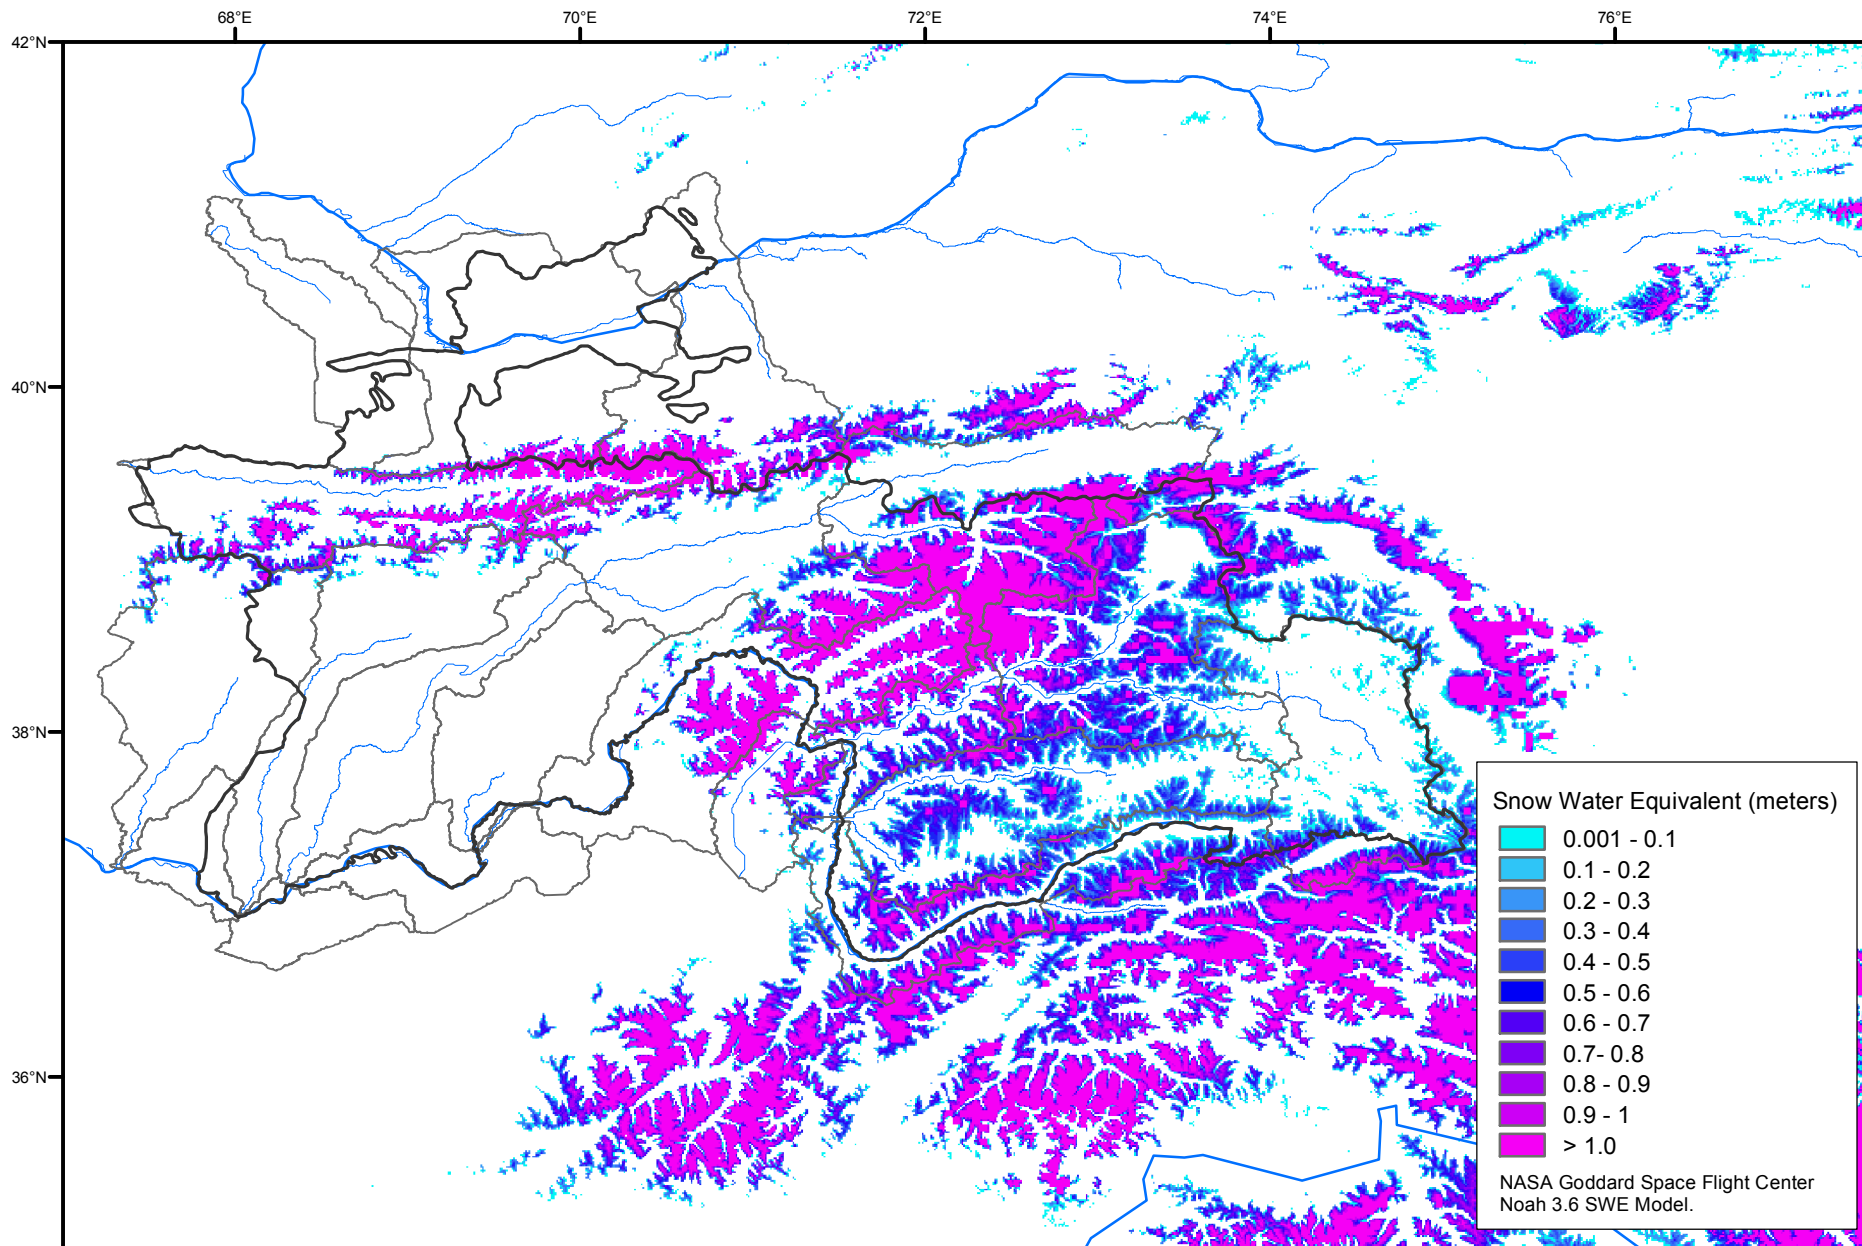 68°E
70°E
72°E
74°E
76°E
42°N
40°N
38°N
36°N
Snow Water Equivalent (meters)
0.001 - 0.1
0.1 - 0.2
0.2 - 0.3
0.3 - 0.4
0.4 - 0.5
0.5 - 0.6
0.6 - 0.7
0.7- 0.8
0.8 - 0.9
0.9 - 1
> 1.0
NASA Goddard Space Flight Center
Noah 3.6 SWE Model.